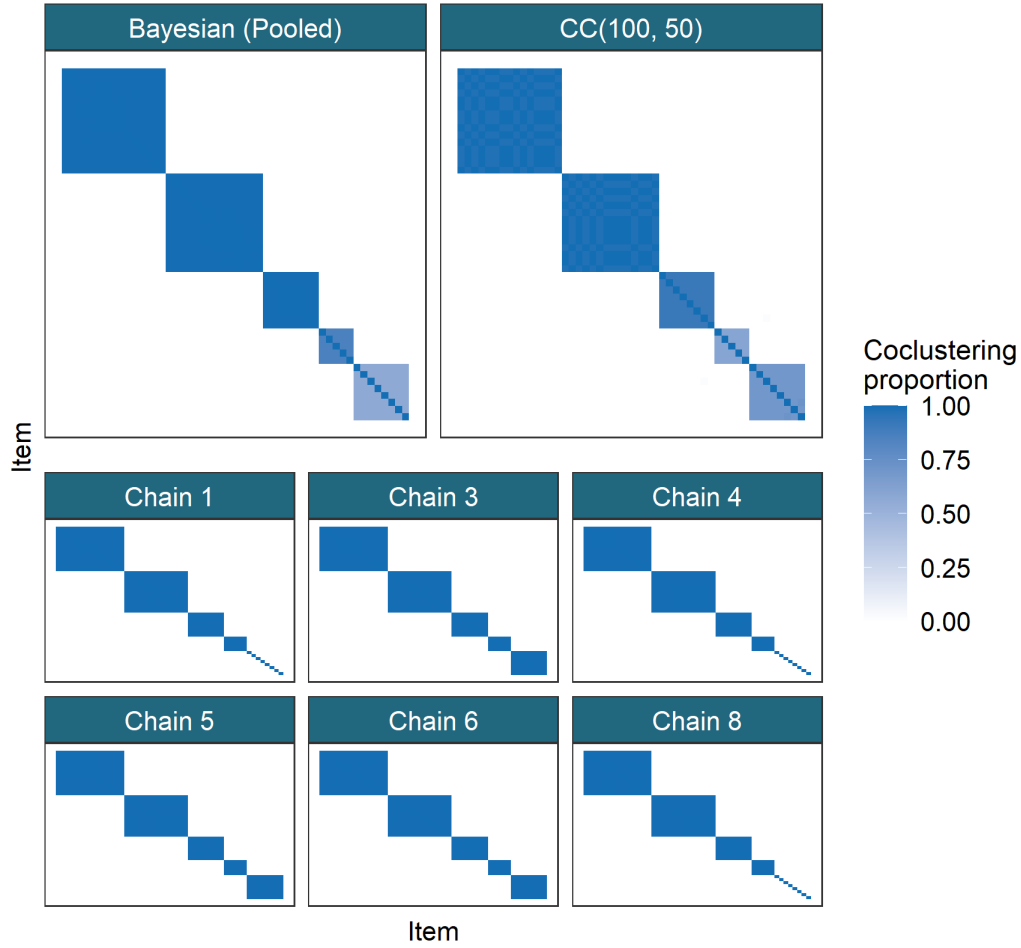 Bayesian (Pooled)
CC(100, 50)
Item
Coclustering
proportion
1.00
0.75
0.50
0.25
0.00
Chain 1
Chain 3
Chain 4
Chain 5
Chain 6
Chain 8
Item